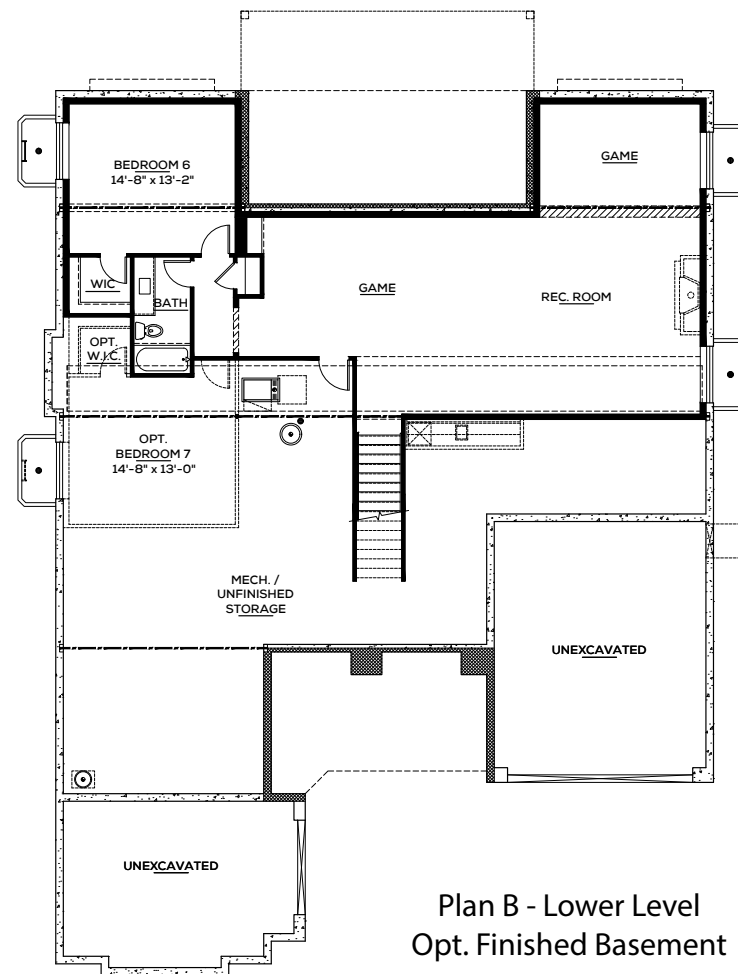 BEDROOM 6
14'-8" x 13'-2"
GAME
WIC
BATH
GAME
REC. ROOM
OPT.
W.I.C.
OPT.
BEDROOM 7
14'-8" x 13'-0"
MECH. /
UNFINISHED
STORAGE
UNEXCAVATED
UNEXCAVATED
Plan B - Lower Level
Opt. Finished Basement